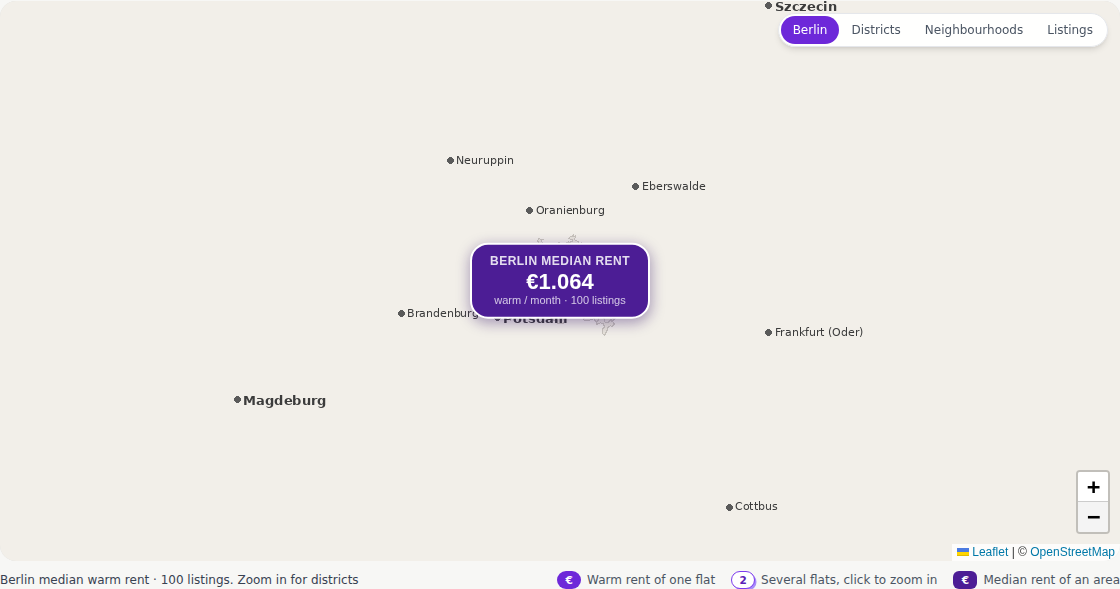 Szczecin
Berlin Districts Neighbourhoods Listings
Neuruppin
Eberswalde
Oranienburg
BERLIN MEDIAN RENT
€1.064
warm / month · 100 listings
Brandenburg
Potsdam
Frankfurt (Oder)
Magdeburg
+
−
Cottbus
Leaflet | © OpenStreetMap
Berlin median warm rent · 100 listings. Zoom in for districts
€ Warm rent of one flat 2 Several flats, click to zoom in € Median rent of an area